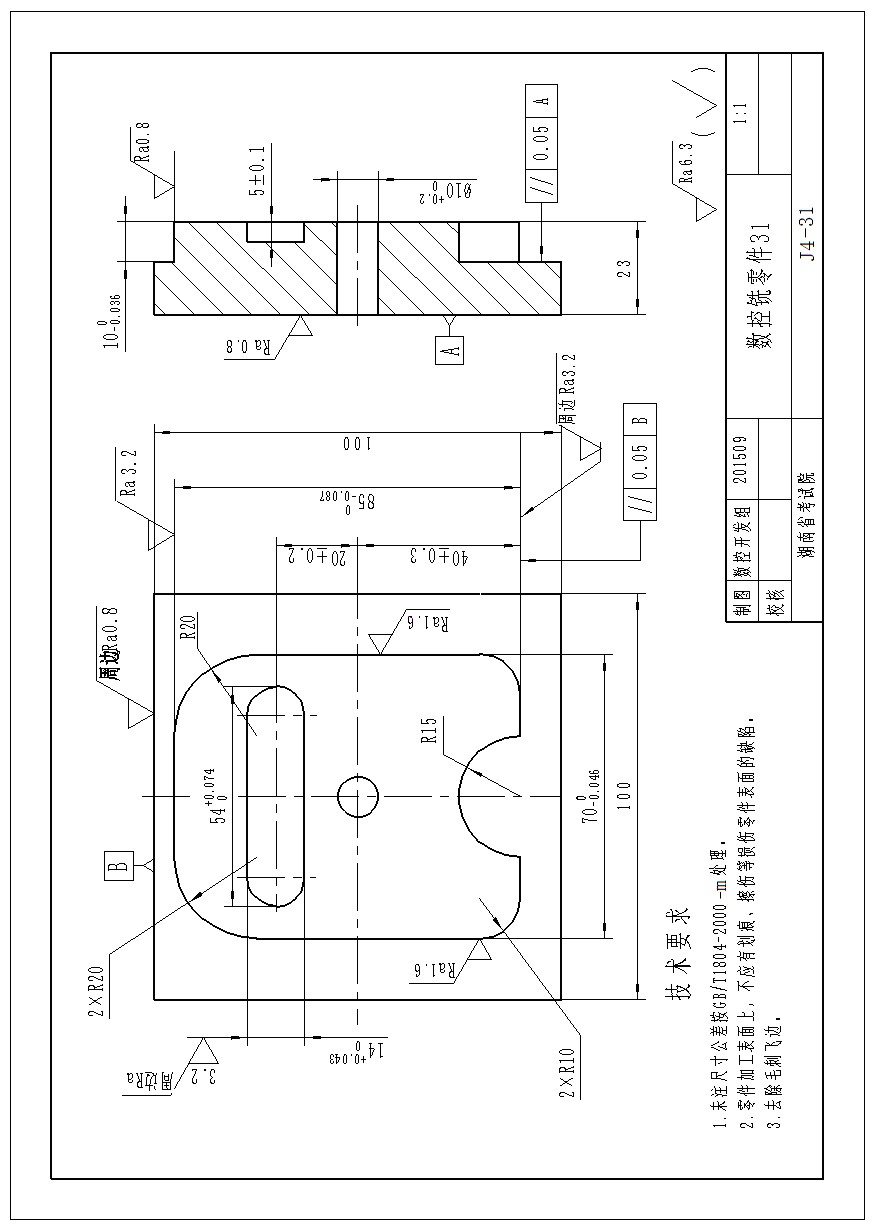 Ra0.8
5±0.1
Ø10 +0.2 0
10 0 -0.036
23
Ra0.8
A
// 0.05 A
Ra6.3 (√)
周边Ra0.8
Ra3.2
B
R20
2×R20
54 +0.074 0
14 +0.043 0
周边Ra3.2
20±0.2
40±0.3
85 0 -0.087
100
周边Ra3.2
// 0.05 B
Ra1.6
Ra1.6
R15
2×R10
70 0 -0.046
100
技术要求
1.未注尺寸公差按GB/T1804-2000-m处理。
2.零件加工表面上,不应有划痕、擦伤等损伤零件表面的缺陷。
3.去除毛刺飞边。
制图 数控开发组 201509
校核
数控铣零件31
1:1
湖南省考试院
J4-31